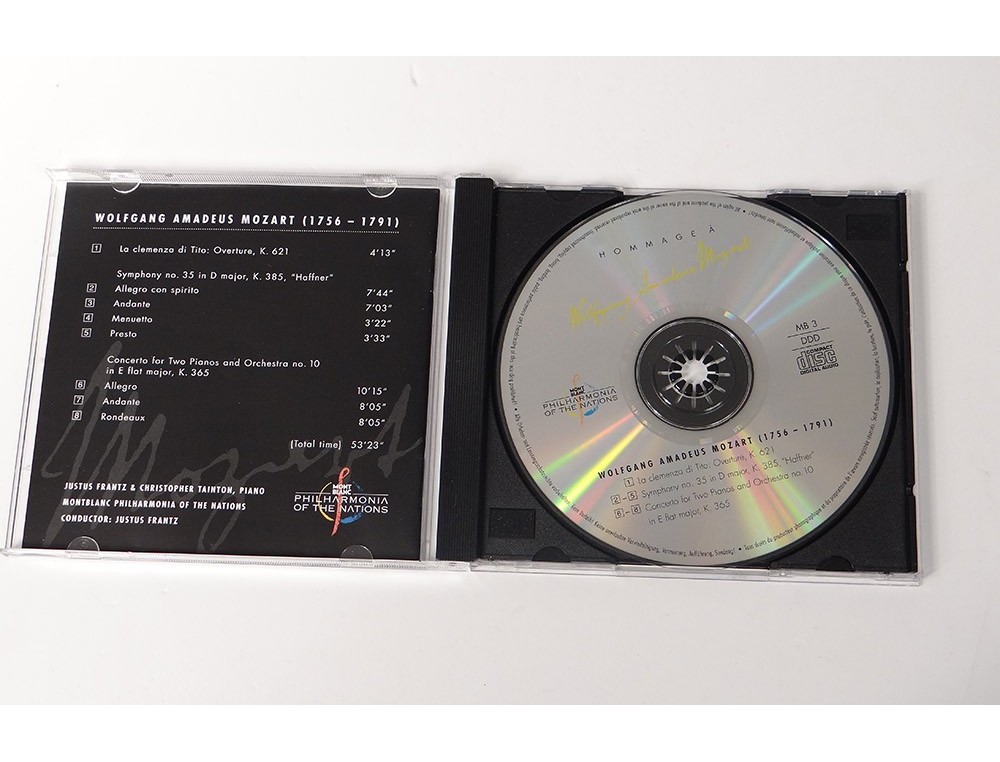 WOLFGANG AMADEUS MOZART (1756 – 1791)
1 La clemenza di Tito: Overture, K. 621 4'13"
Symphony no. 35 in D major, K. 385, "Haffner"
2 Allegro con spirito 7'44"
3 Andante 7'03"
4 Menuetto 3'22"
5 Presto 3'33"
Concerto for Two Pianos and Orchestra no. 10
in E flat major, K. 365
6 Allegro 10'15"
7 Andante 8'05"
8 Rondeaux 8'05"
(Total time) 53'23"
Mozart
JUSTUS FRANTZ & CHRISTOPHER TAINTON, PIANO
MONTBLANC PHILHARMONIA OF THE NATIONS
CONDUCTOR: JUSTUS FRANTZ
MONT
BLANC
PHILHARMONIA
OF THE NATIONS
HOMMAGE À
Wolfgang Amadeus Mozart
MB 3
DDD
COMPACT
disc
DIGITAL AUDIO
MONT
BLANC
PHILHARMONIA
OF THE NATIONS
WOLFGANG AMADEUS MOZART (1756 – 1791)
1 La clemenza di Tito: Overture, K. 621
2–5 Symphony no. 35 in D major, K. 385, "Haffner"
6–8 Concerto for Two Pianos and Orchestra no. 10
in E flat major, K. 365